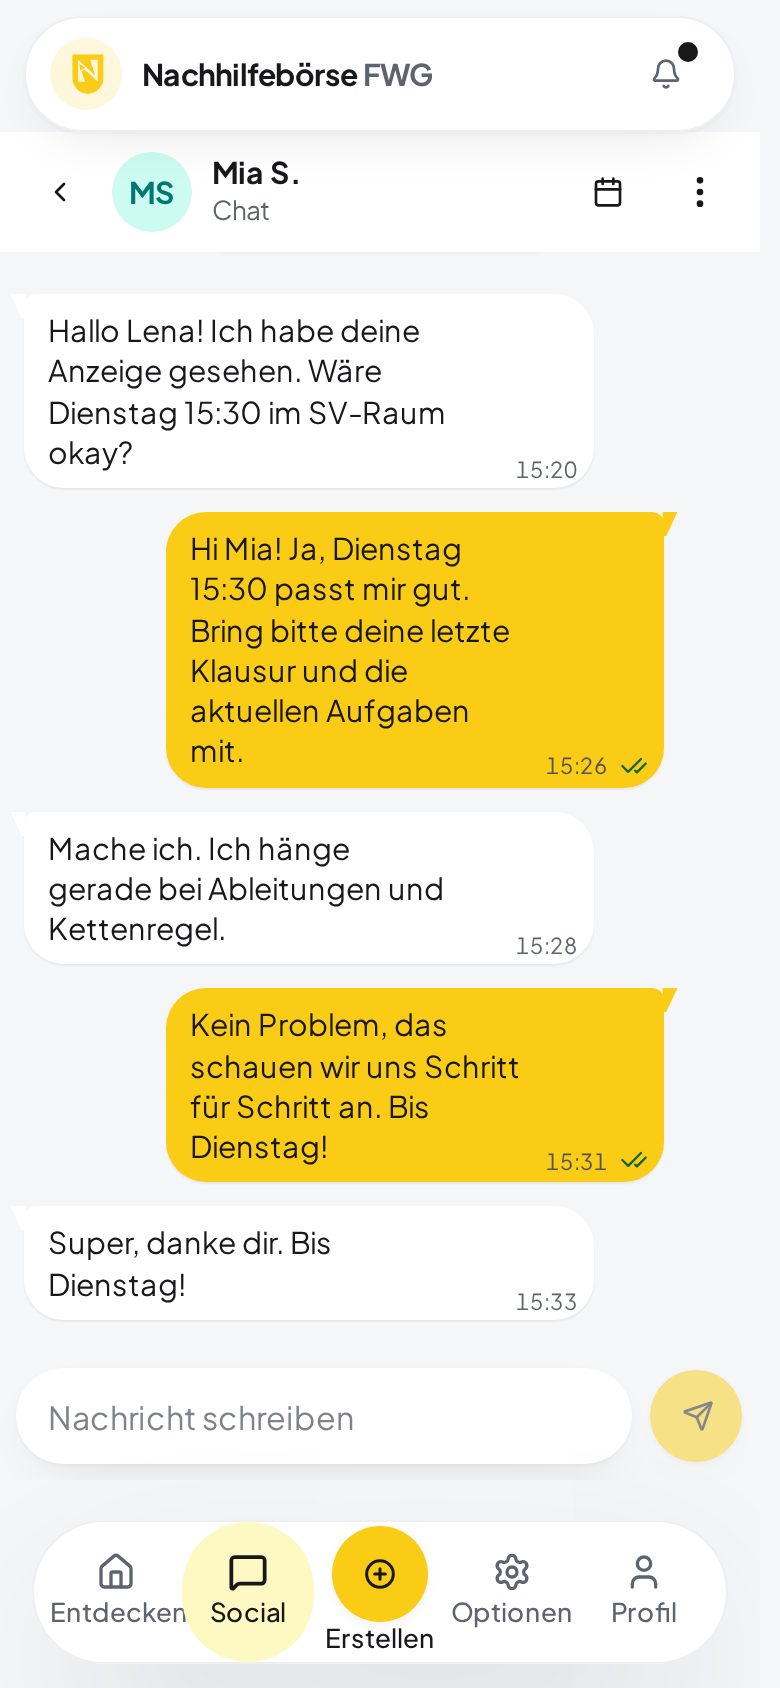 Nachhilfebörse FWG
MS
Mia S.
Chat
Hallo Lena! Ich habe deine
Anzeige gesehen. Wäre
Dienstag 15:30 im SV-Raum
okay?
15:20
Hi Mia! Ja, Dienstag
15:30 passt mir gut.
Bring bitte deine letzte
Klausur und die
aktuellen Aufgaben
mit.
15:26
Mache ich. Ich hänge
gerade bei Ableitungen und
Kettenregel.
15:28
Kein Problem, das
schauen wir uns Schritt
für Schritt an. Bis
Dienstag!
15:31
Super, danke dir. Bis
Dienstag!
15:33
Nachricht schreiben
Entdecken Social Erstellen Optionen Profil